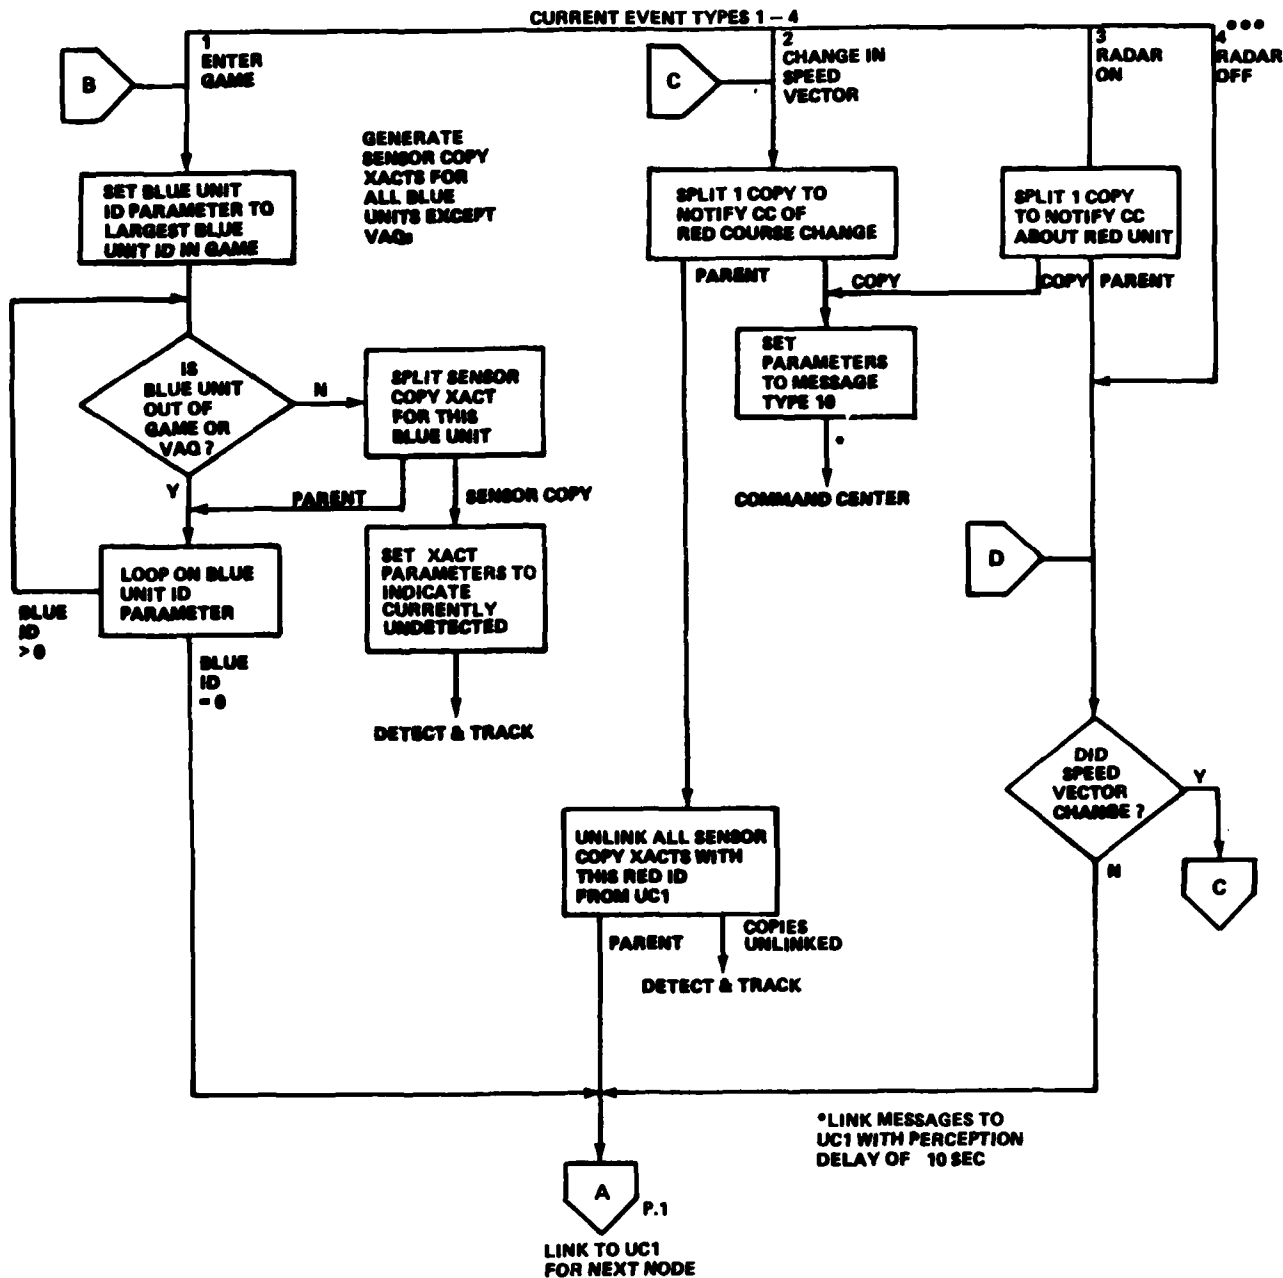 CURRENT EVENT TYPES 1 – 4
B
1
ENTER
GAME
GENERATE
SENSOR COPY
XACTS FOR
ALL BLUE
UNITS EXCEPT
VAQs
SET BLUE UNIT
ID PARAMETER TO
LARGEST BLUE
UNIT ID IN GAME
IS
BLUE UNIT
OUT OF
GAME OR
VAQ ?
N
Y
SPLIT SENSOR
COPY XACT
FOR THIS
BLUE UNIT
PARENT
SENSOR COPY
LOOP ON BLUE
UNIT ID
PARAMETER
BLUE
ID
> 0
BLUE
ID
= 0
SET XACT
PARAMETERS TO
INDICATE
CURRENTLY
UNDETECTED
DETECT & TRACK
C
2
CHANGE IN
SPEED
VECTOR
SPLIT 1 COPY TO
NOTIFY CC OF
RED COURSE CHANGE
PARENT
COPY
SET
PARAMETERS
TO MESSAGE
TYPE 10
*
COMMAND CENTER
UNLINK ALL SENSOR
COPY XACTS WITH
THIS RED ID
FROM UC1
PARENT
COPIES
UNLINKED
DETECT & TRACK
3
RADAR
ON
4 •••
RADAR
OFF
SPLIT 1 COPY
TO NOTIFY CC
ABOUT RED UNIT
COPY
PARENT
D
DID
SPEED
VECTOR
CHANGE ?
Y
N
C
*LINK MESSAGES TO
UC1 WITH PERCEPTION
DELAY OF 10 SEC
A
P.1
LINK TO UC1
FOR NEXT NODE